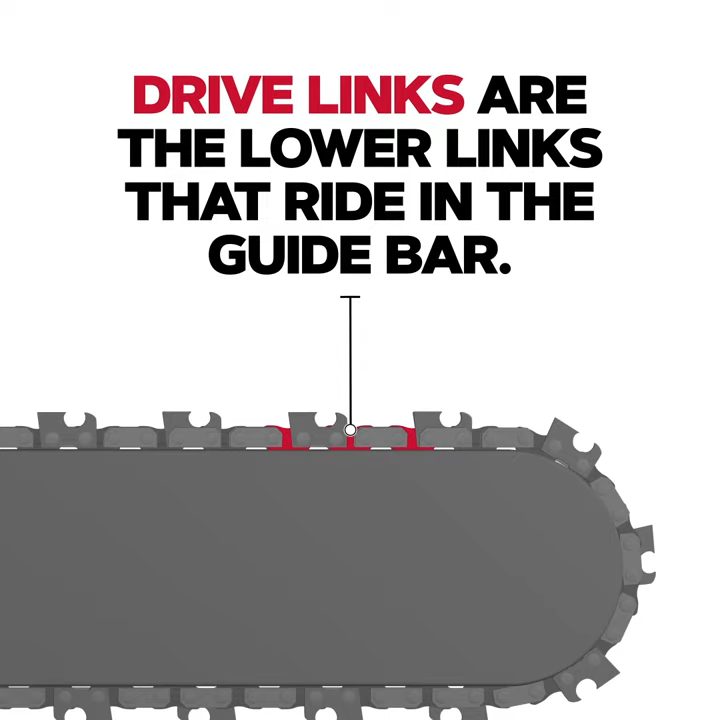 DRIVE LINKS ARE
THE LOWER LINKS
THAT RIDE IN THE
GUIDE BAR.